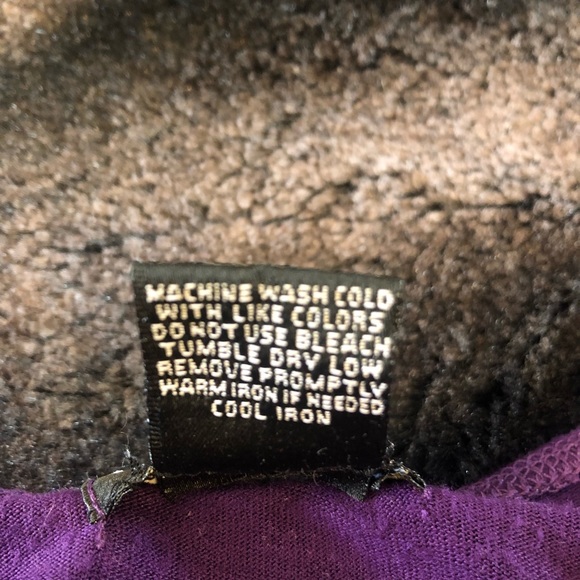 MACHINE WASH COLD
WITH LIKE COLORS
DO NOT USE BLEACH
TUMBLE DRY LOW
REMOVE PROMPTLY
WARM IRON IF NEEDED
COOL IRON